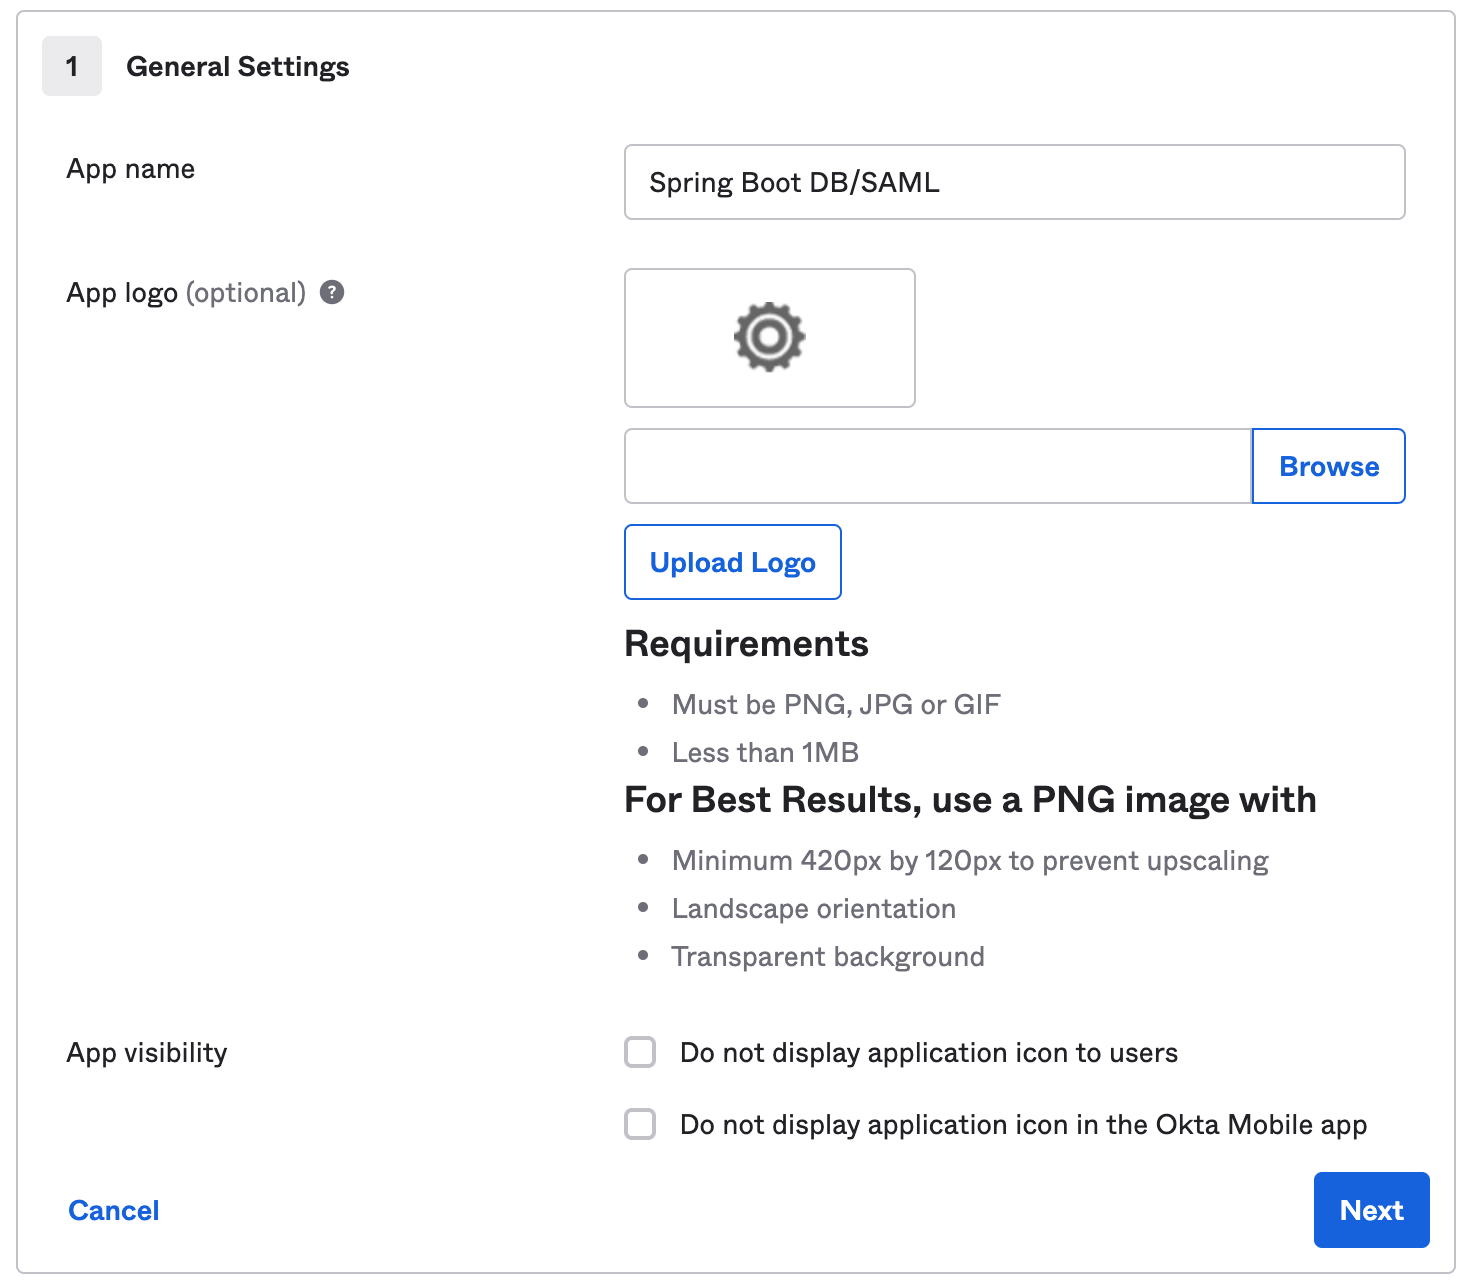 1 General Settings
App name
Spring Boot DB/SAML
App logo (optional) ?
Browse
Upload Logo
Requirements
• Must be PNG, JPG or GIF
• Less than 1MB
For Best Results, use a PNG image with
• Minimum 420px by 120px to prevent upscaling
• Landscape orientation
• Transparent background
App visibility
Do not display application icon to users
Do not display application icon in the Okta Mobile app
Cancel
Next